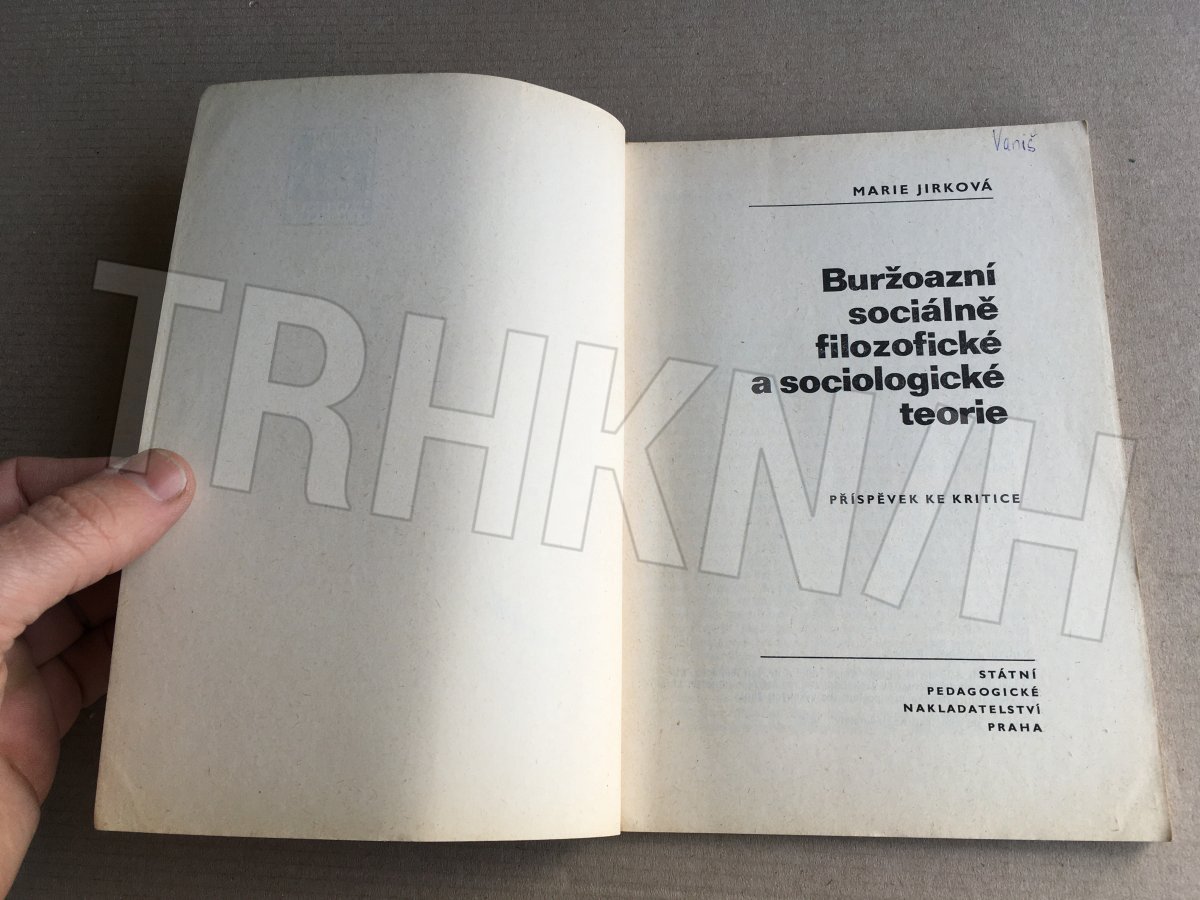 Vaniš
MARIE JIRKOVÁ
Buržoazní
sociálně
filozofické
a sociologické
teorie
PŘÍSPĚVEK KE KRITICE
STÁTNÍ
PEDAGOGICKÉ
NAKLADATELSTVÍ
PRAHA
TRHKNIH